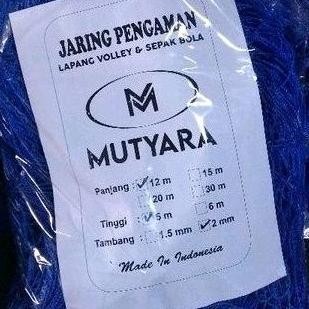 JARING PENGAMAN
LAPANG VOLLEY & SEPAK BOLA
M
MUTYARA
Panjang : ✓ 12 m 15 m
20 m 30 m
Tinggi : ✓ 5 m 6 m
Tambang : 1.5 mm ✓ 2 mm
Made In Indonesia